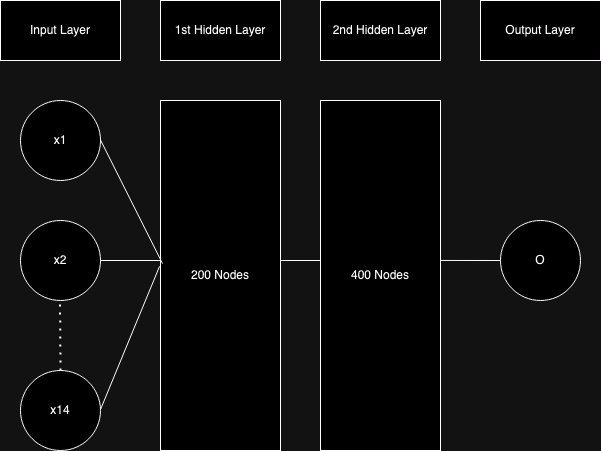 Input Layer
1st Hidden Layer
2nd Hidden Layer
Output Layer
x1
x2
x14
200 Nodes
400 Nodes
O